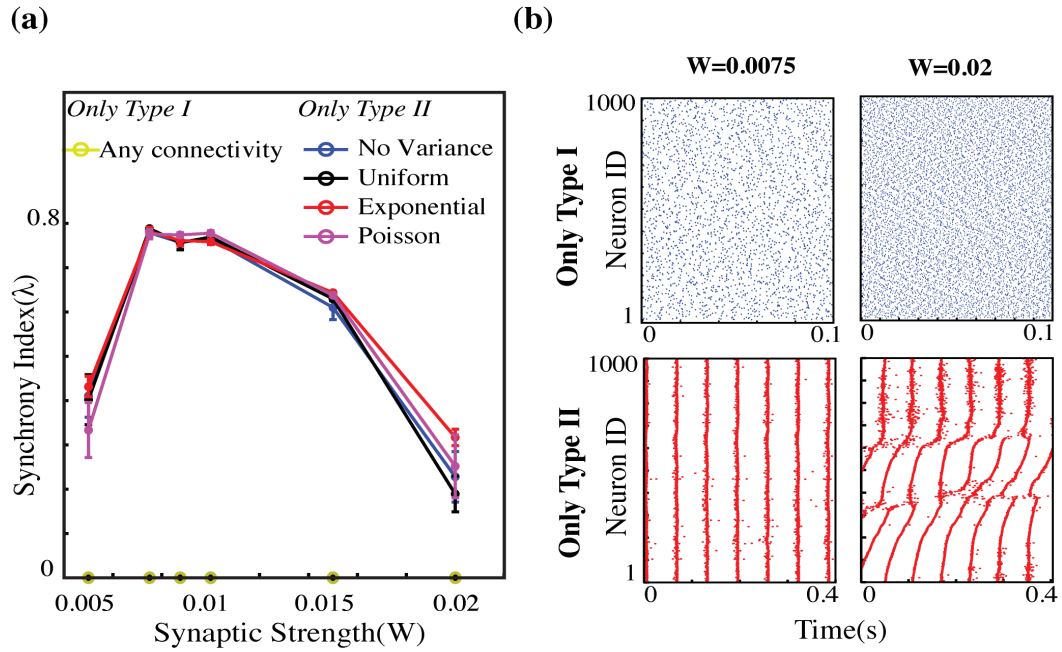 (a)
Only Type I
Only Type II
Any connectivity
No Variance
Uniform
Exponential
Poisson
0.8
0
Synchrony Index(λ)
0.005
0.01
0.015
0.02
Synaptic Strength(W)
(b)
W=0.0075
W=0.02
Only Type I
Neuron ID
1000
1
0
0.1
0
0.1
Only Type II
Neuron ID
1000
1
0
0.4
0
0.4
Time(s)